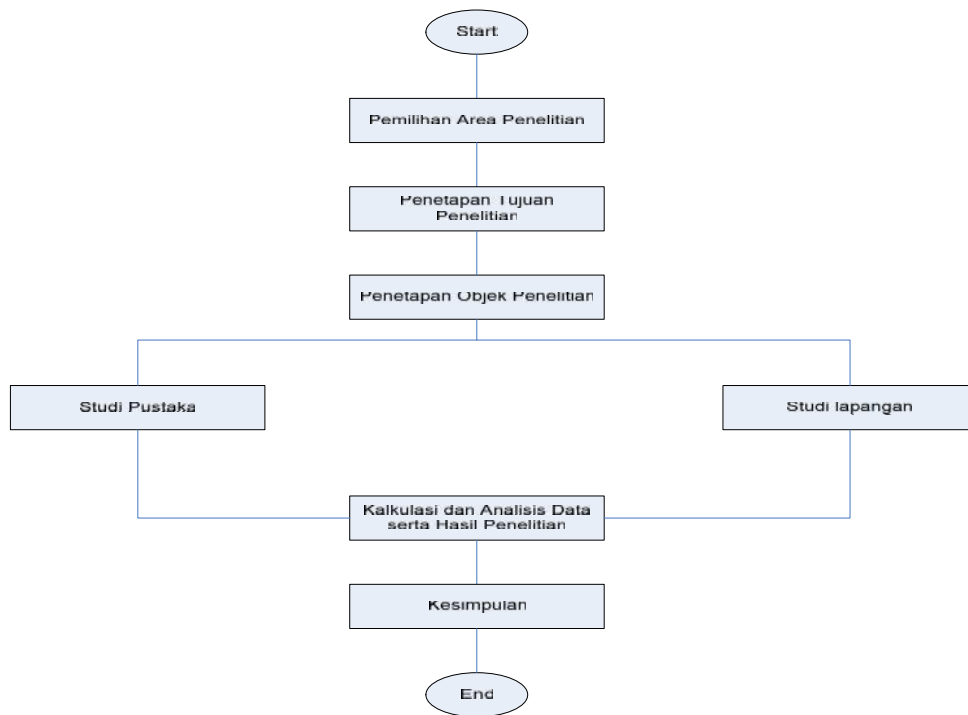 Start
Pemilihan Area Penelitian
Penetapan Tujuan
Penelitian
Penetapan Objek Penelitian
Studi Pustaka
Studi lapangan
Kalkulasi dan Analisis Data
serta Hasil Penelitian
Kesimpulan
End